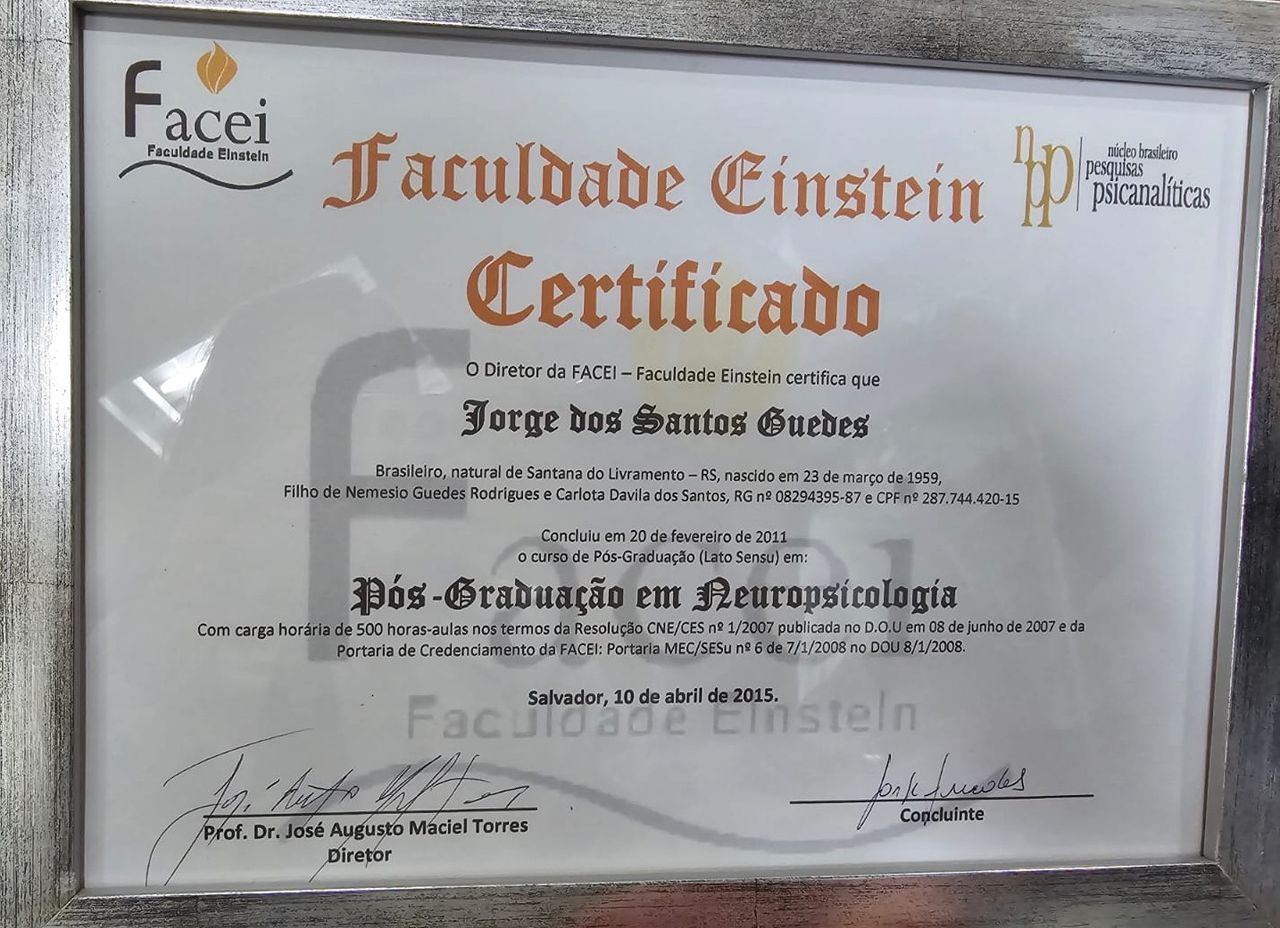 Facei
Faculdade Einstein
núcleo brasileiro
pesquisas
psicanalíticas
npp
Faculdade Einstein
Certificado
O Diretor da FACEI – Faculdade Einstein certifica que
Jorge dos Santos Guedes
Brasileiro, natural de Santana do Livramento – RS, nascido em 23 de março de 1959,
Filho de Nemesio Guedes Rodrigues e Carlota Davila dos Santos, RG nº 08294395-87 e CPF nº 287.744.420-15
Concluiu em 20 de fevereiro de 2011
o curso de Pós-Graduação (Lato Sensu) em:
Pós-Graduação em Neuropsicologia
Com carga horária de 500 horas-aulas nos termos da Resolução CNE/CES nº 1/2007 publicada no D.O.U em 08 de junho de 2007 e da
Portaria de Credenciamento da FACEI: Portaria MEC/SESu nº 6 de 7/1/2008 no DOU 8/1/2008.
Salvador, 10 de abril de 2015.
Facei
Faculdade Einstein
Prof. Dr. José Augusto Maciel Torres
Diretor
Jorge Guedes
Concluinte